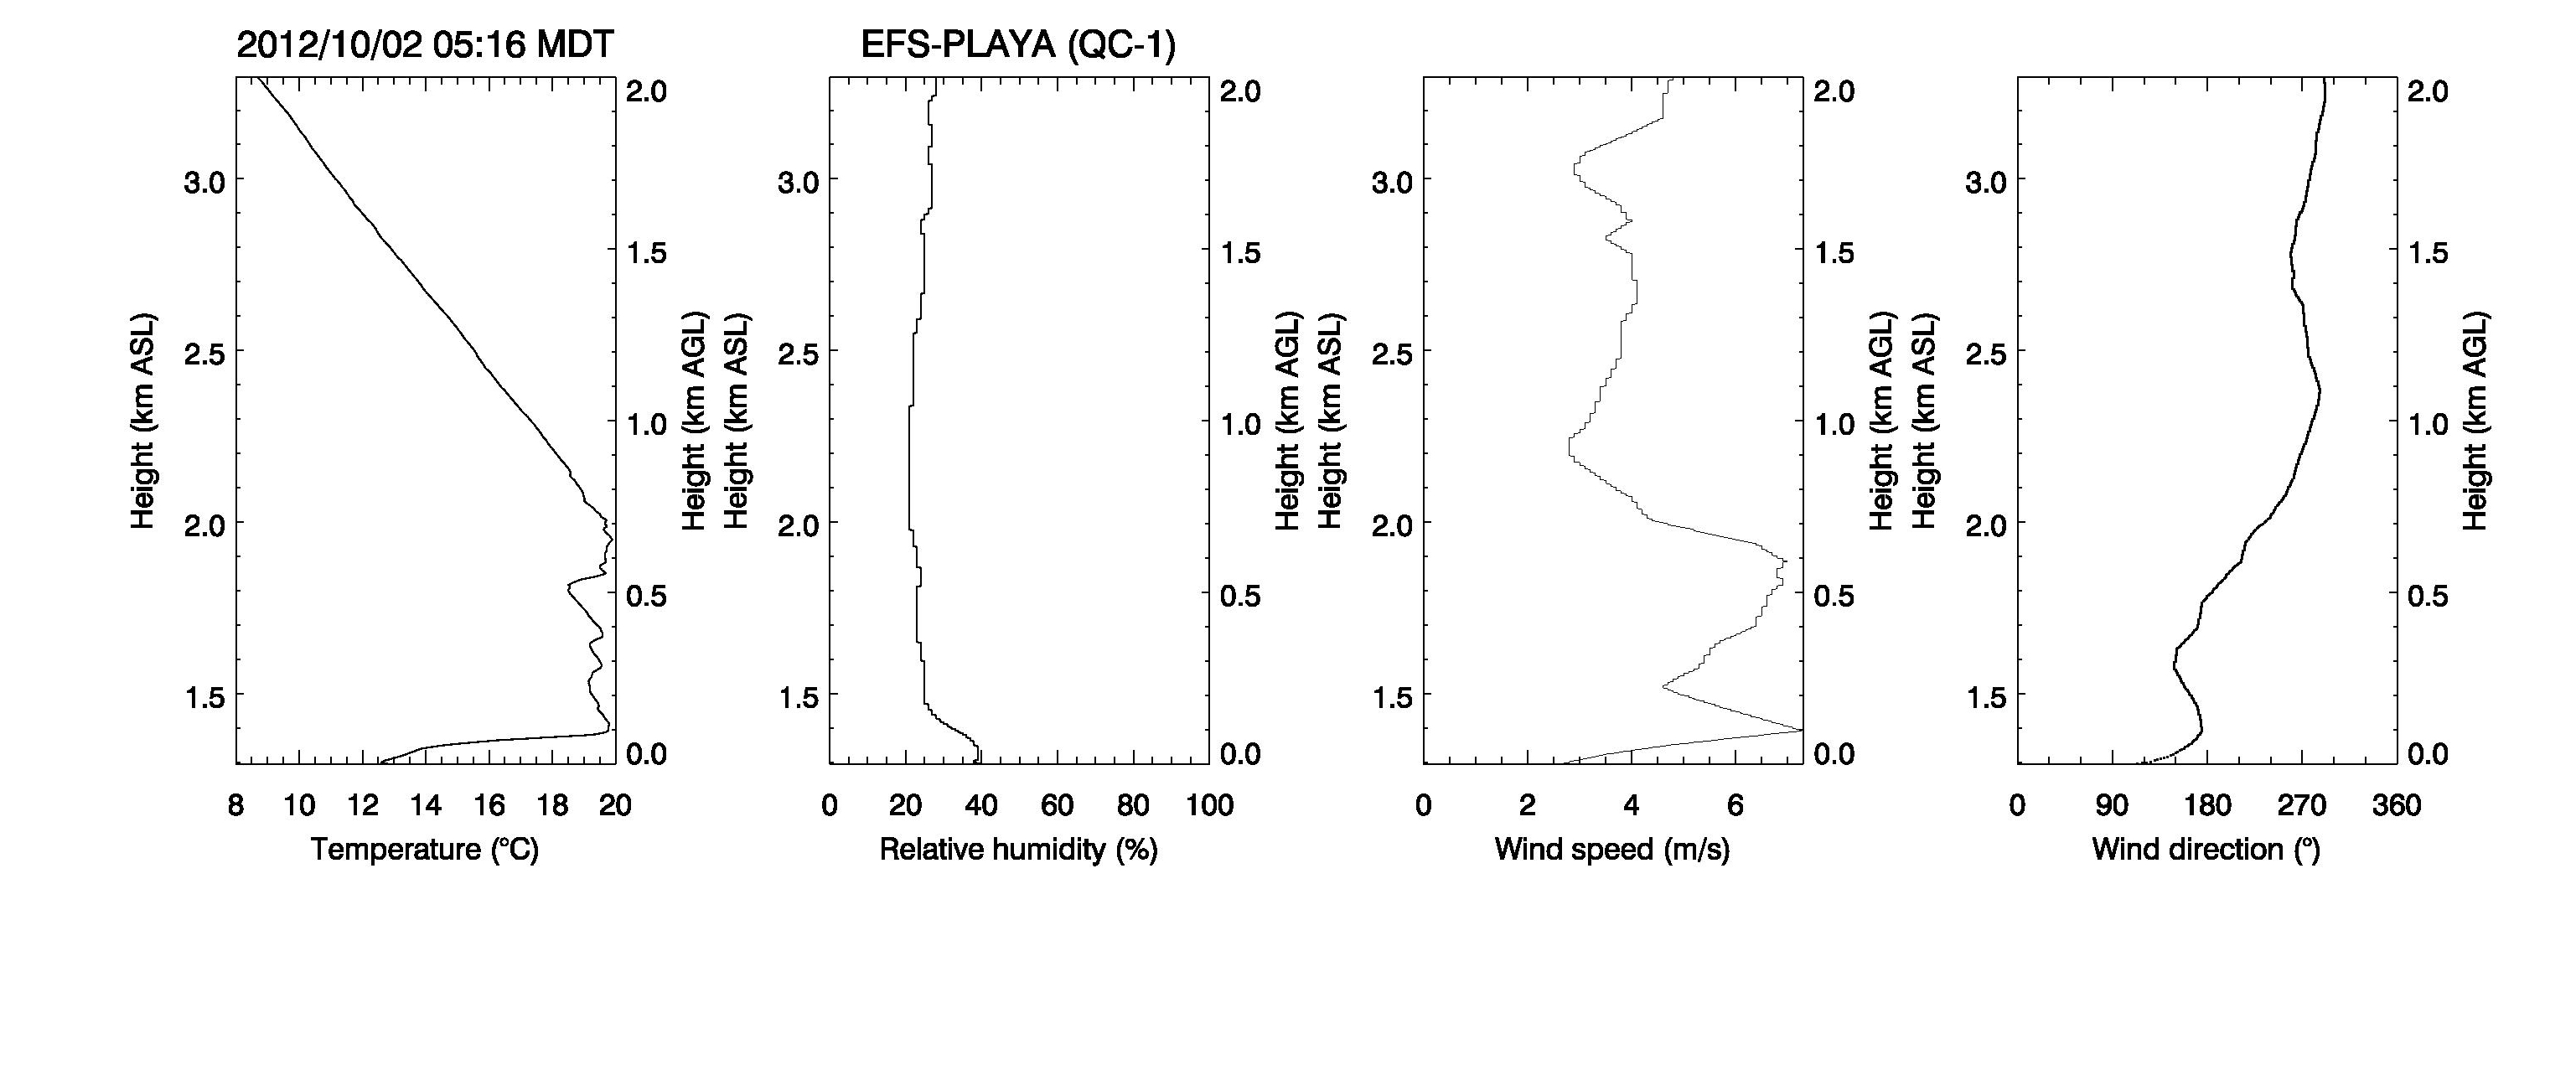 2012/10/02 05:16 MDT
EFS-PLAYA (QC-1)
Height (km ASL)
3.0
2.5
2.0
1.5
2.0
1.5
1.0
0.5
0.0
Height (km AGL)
8 10 12 14 16 18 20
Temperature (°C)
Height (km ASL)
3.0
2.5
2.0
1.5
2.0
1.5
1.0
0.5
0.0
Height (km AGL)
0 20 40 60 80 100
Relative humidity (%)
Height (km ASL)
3.0
2.5
2.0
1.5
2.0
1.5
1.0
0.5
0.0
Height (km AGL)
0 2 4 6
Wind speed (m/s)
Height (km ASL)
3.0
2.5
2.0
1.5
2.0
1.5
1.0
0.5
0.0
Height (km AGL)
0 90 180 270 360
Wind direction (°)